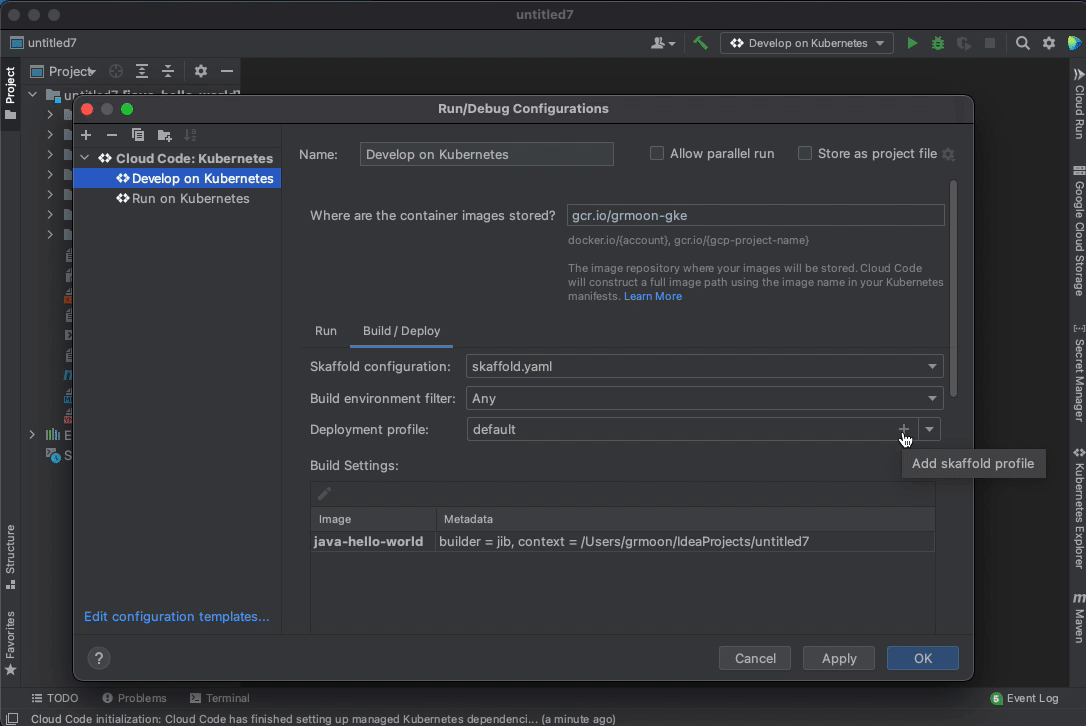 untitled7
untitled7
Develop on Kubernetes
Project
Project
untitled7 [java-hello-world]
Run/Debug Configurations
Cloud Code: Kubernetes
Develop on Kubernetes
Run on Kubernetes
Name:
Develop on Kubernetes
Allow parallel run
Store as project file
Where are the container images stored?
gcr.io/grmoon-gke
docker.io/{account}, gcr.io/{gcp-project-name}
The image repository where your images will be stored. Cloud Code
will construct a full image path using the image name in your Kubernetes
manifests. Learn More
Run
Build / Deploy
Skaffold configuration:
skaffold.yaml
Build environment filter:
Any
Deployment profile:
default
Add skaffold profile
Build Settings:
Image
Metadata
java-hello-world
builder = jib, context = /Users/grmoon/IdeaProjects/untitled7
E
S
Edit configuration templates...
?
Cancel
Apply
OK
Structure
Favorites
Cloud Run
Google Cloud Storage
Secret Manager
Kubernetes Explorer
m
Maven
TODO
Problems
Terminal
5
Event Log
Cloud Code initialization: Cloud Code has finished setting up managed Kubernetes dependenci... (a minute ago)